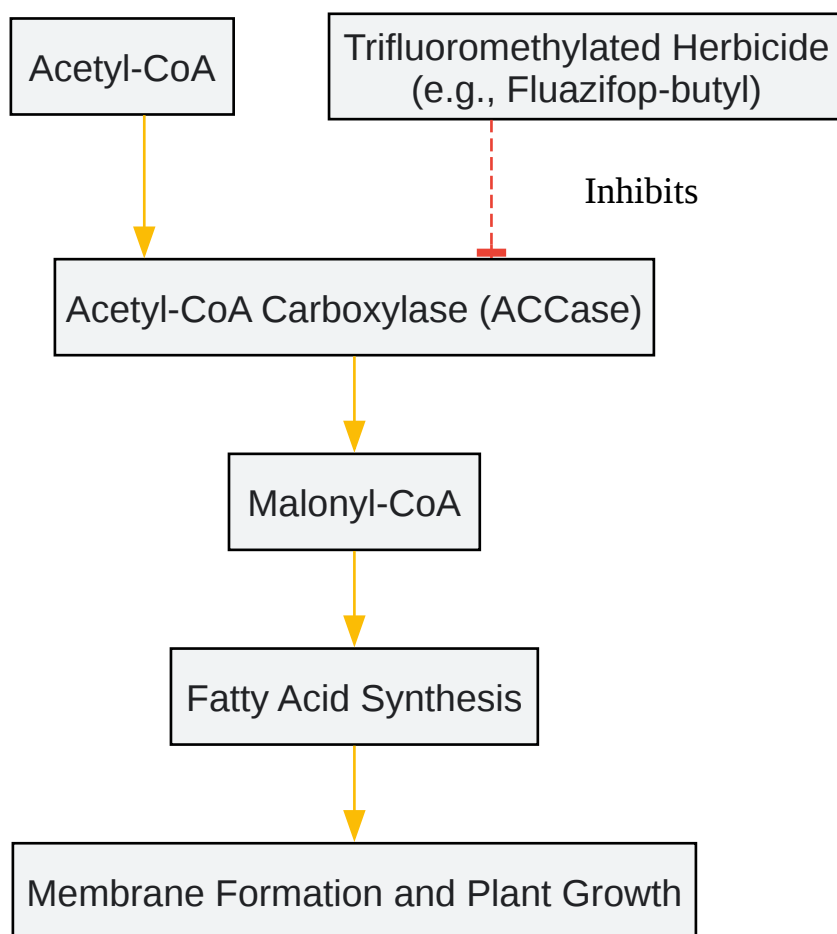 Acetyl-CoA
Trifluoromethylated Herbicide
(e.g., Fluazifop-butyl)
Inhibits
Acetyl-CoA Carboxylase (ACCase)
Malonyl-CoA
Fatty Acid Synthesis
Membrane Formation and Plant Growth